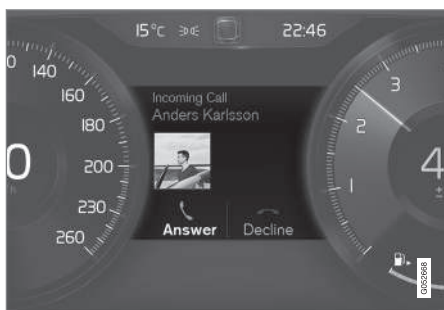 15°C 22:46
0 140
160
180
200
230
260
0
h
Incoming Call
Anders Karlsson
Answer Decline
3
2
1
4
±
G052668